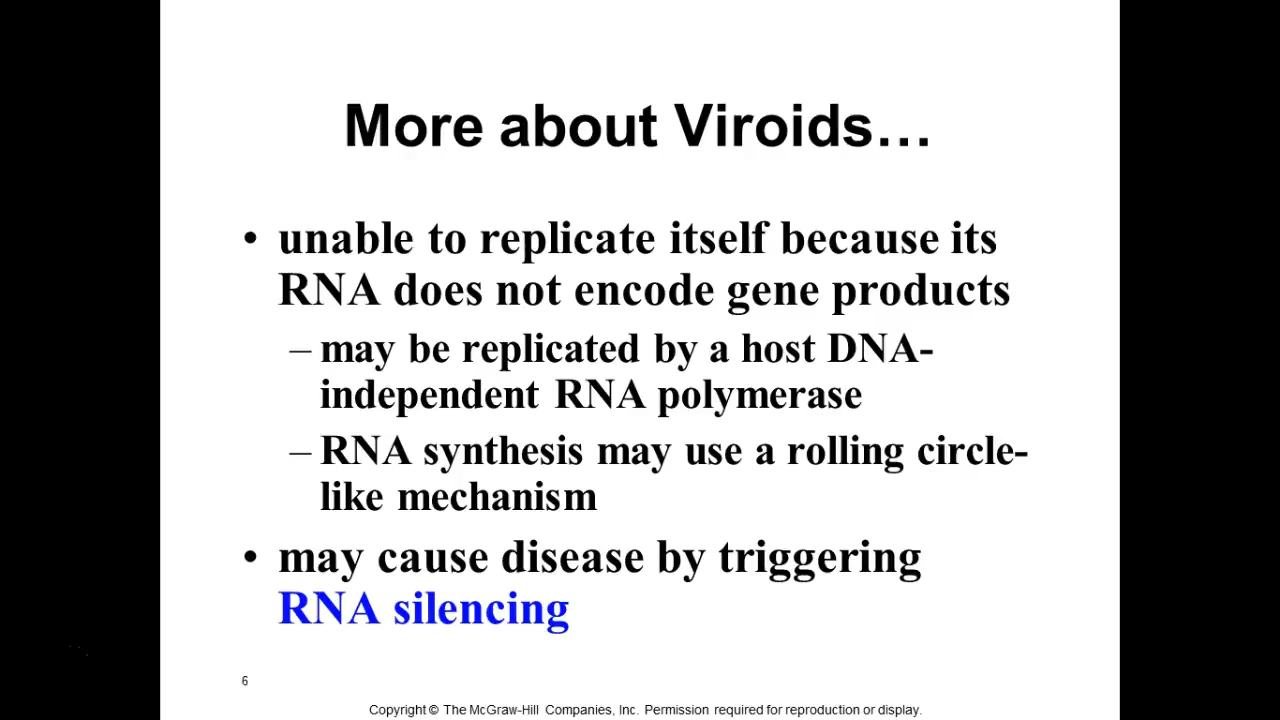 More about Viroids…
• unable to replicate itself because its
RNA does not encode gene products
– may be replicated by a host DNA-
independent RNA polymerase
– RNA synthesis may use a rolling circle-
like mechanism
• may cause disease by triggering
RNA silencing
6
Copyright © The McGraw-Hill Companies, Inc. Permission required for reproduction or display.